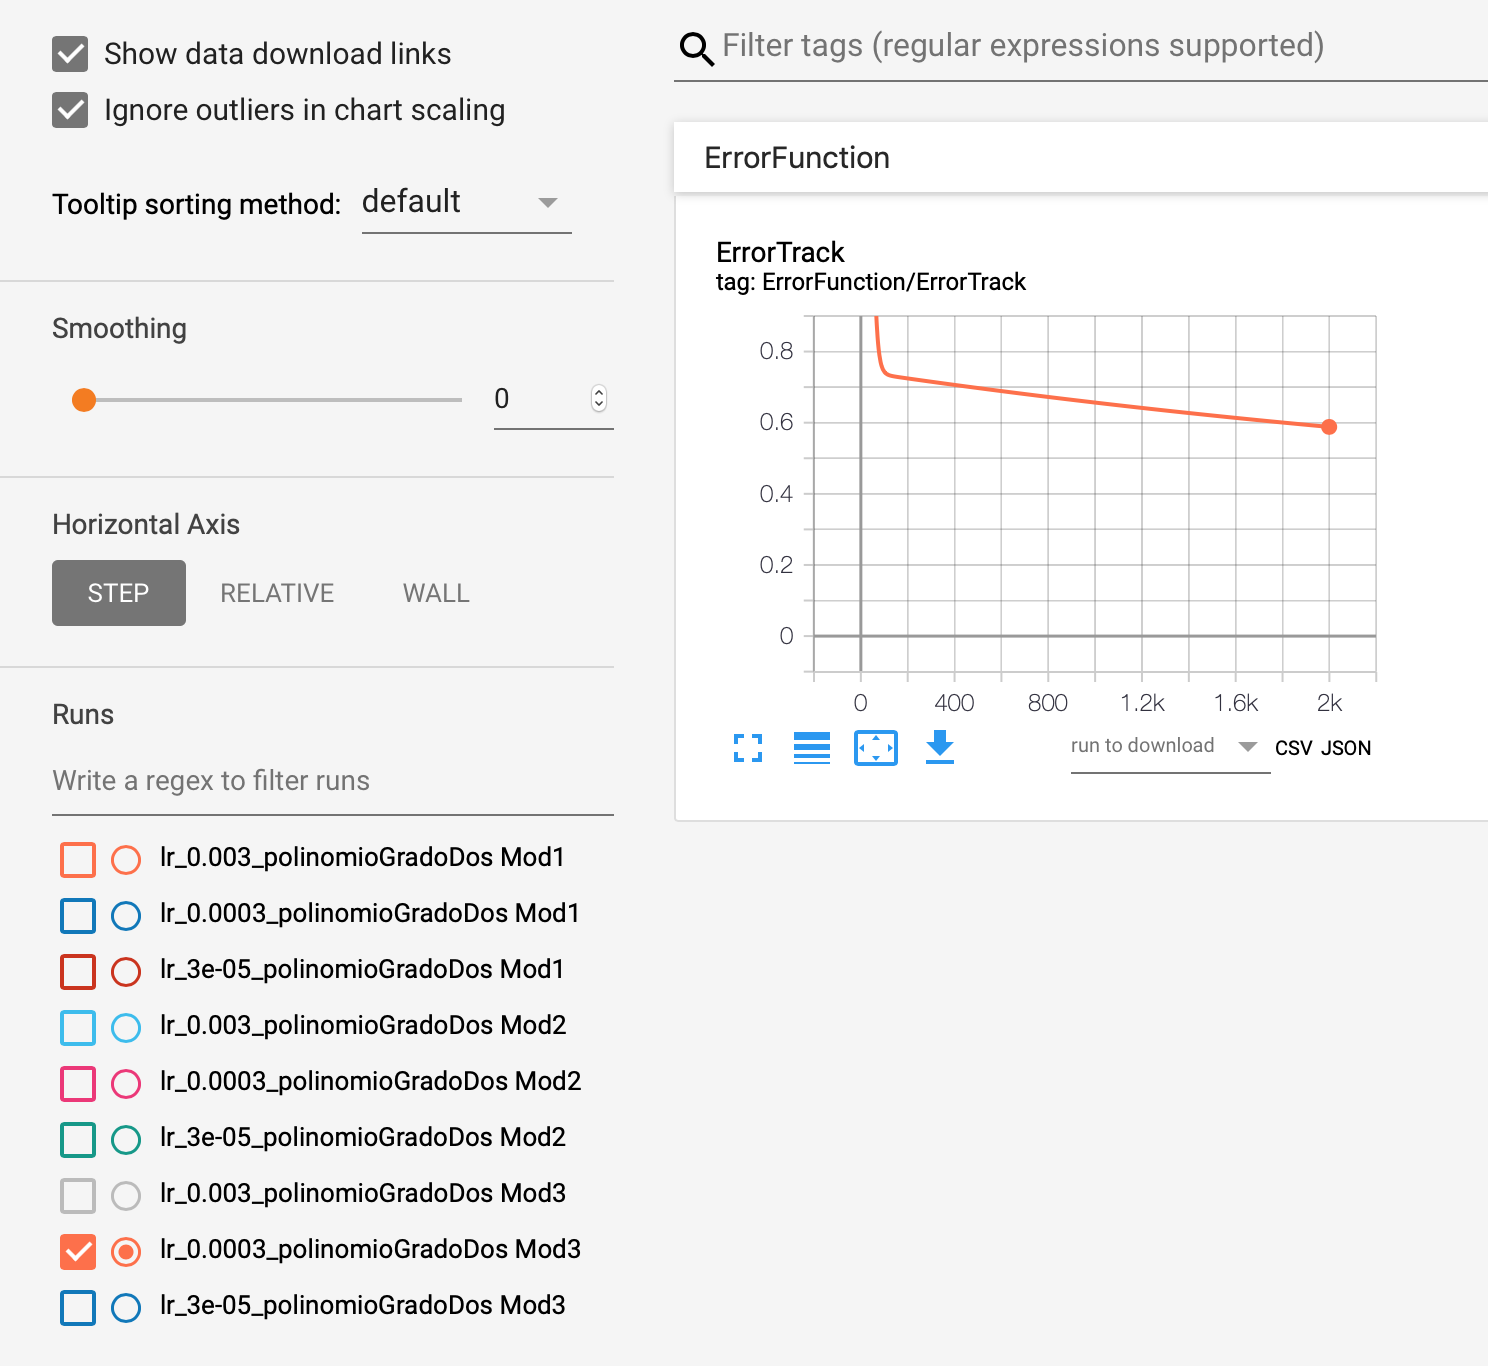 Show data download links
Ignore outliers in chart scaling
Tooltip sorting method: default
Smoothing
0
Horizontal Axis
STEP RELATIVE WALL
Runs
Write a regex to filter runs
lr_0.003_polinomioGradoDos Mod1
lr_0.0003_polinomioGradoDos Mod1
lr_3e-05_polinomioGradoDos Mod1
lr_0.003_polinomioGradoDos Mod2
lr_0.0003_polinomioGradoDos Mod2
lr_3e-05_polinomioGradoDos Mod2
lr_0.003_polinomioGradoDos Mod3
lr_0.0003_polinomioGradoDos Mod3
lr_3e-05_polinomioGradoDos Mod3
Filter tags (regular expressions supported)
ErrorFunction
ErrorTrack
tag: ErrorFunction/ErrorTrack
0.8
0.6
0.4
0.2
0
0 400 800 1.2k 1.6k 2k
run to download CSV JSON